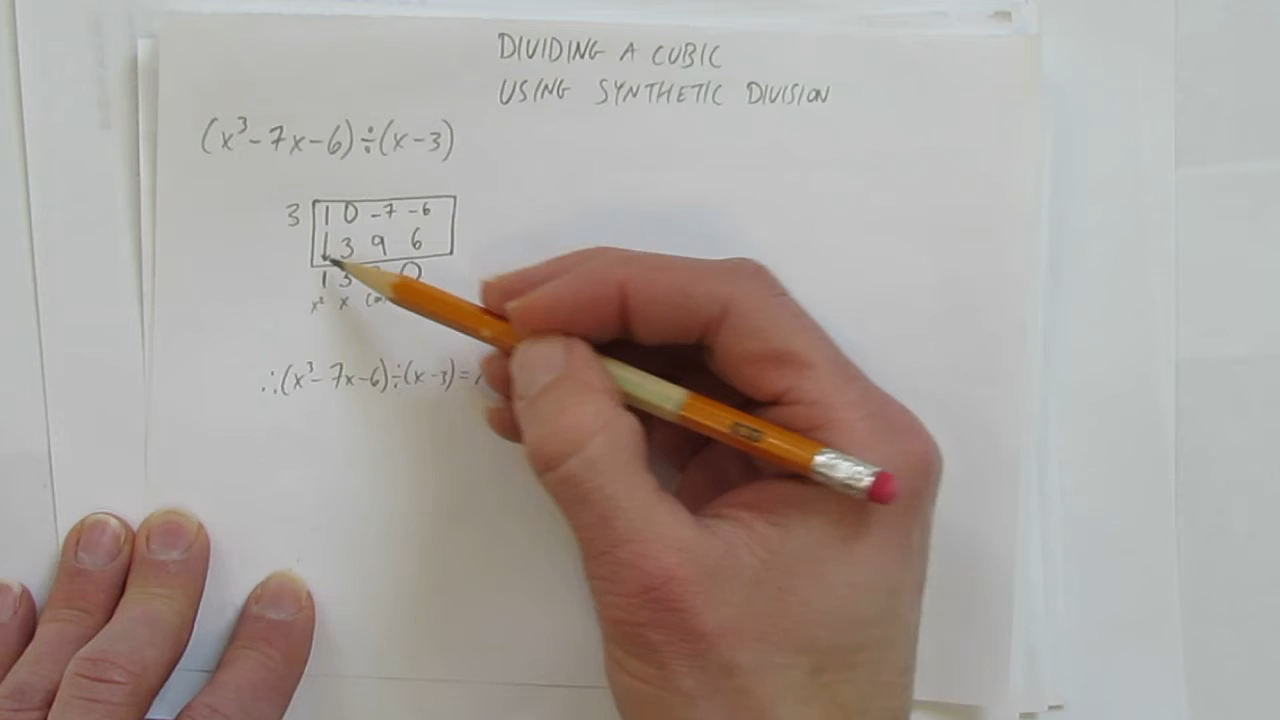 DIVIDING A CUBIC
USING SYNTHETIC DIVISION
(x³-7x-6)÷(x-3)
3 1 0 -7 -6
↓ 3 9 6
1 3 0
x² x
∴(x³-7x-6)÷(x-3)=